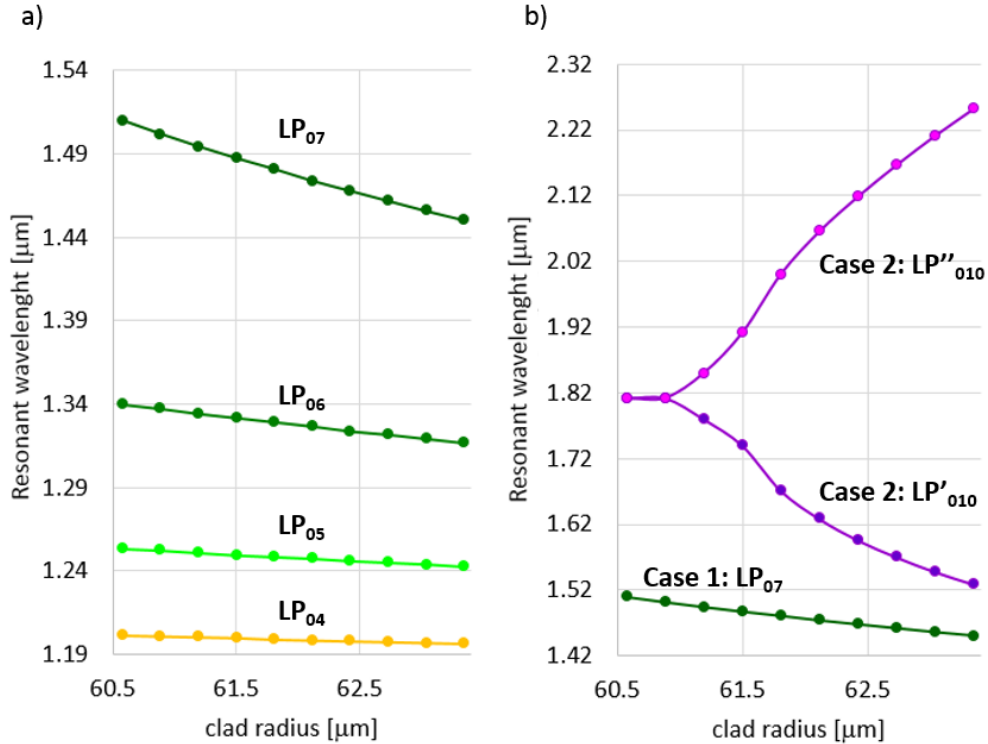 a)
Resonant wavelenght [μm]
1.54
1.49
1.44
1.39
1.34
1.29
1.24
1.19
LP07
LP06
LP05
LP04
60.5 61.5 62.5
clad radius [μm]
b)
Resonant wavelenght [μm]
2.32
2.22
2.12
2.02
1.92
1.82
1.72
1.62
1.52
1.42
Case 2: LP’’010
Case 2: LP’010
Case 1: LP07
60.5 61.5 62.5
clad radius [μm]